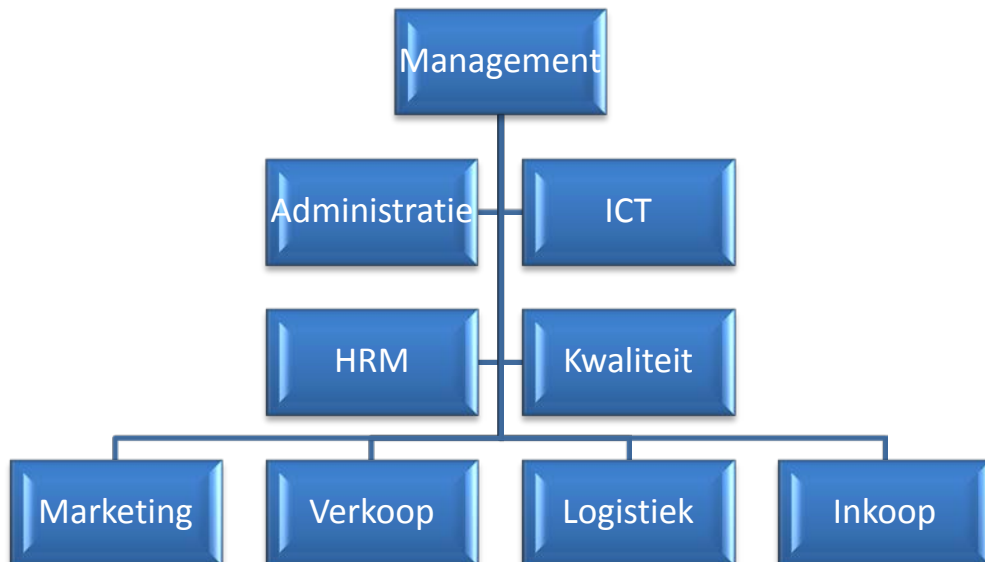 Management
Administratie
ICT
HRM
Kwaliteit
Marketing
Verkoop
Logistiek
Inkoop